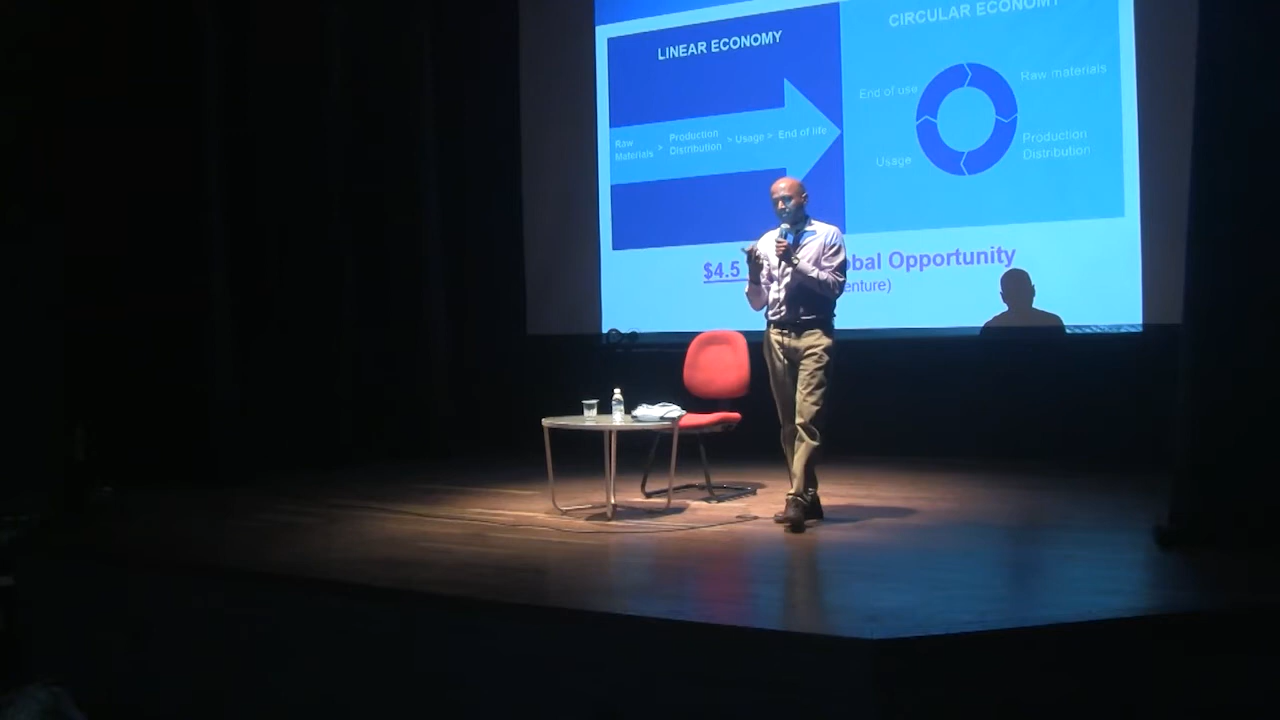 LINEAR ECONOMY
Raw
Materials >
Production
Distribution
> Usage > End of life
CIRCULAR ECONOMY
End of use
Raw materials
Usage
Production
Distribution
$4.5 obal Opportunity
enture)